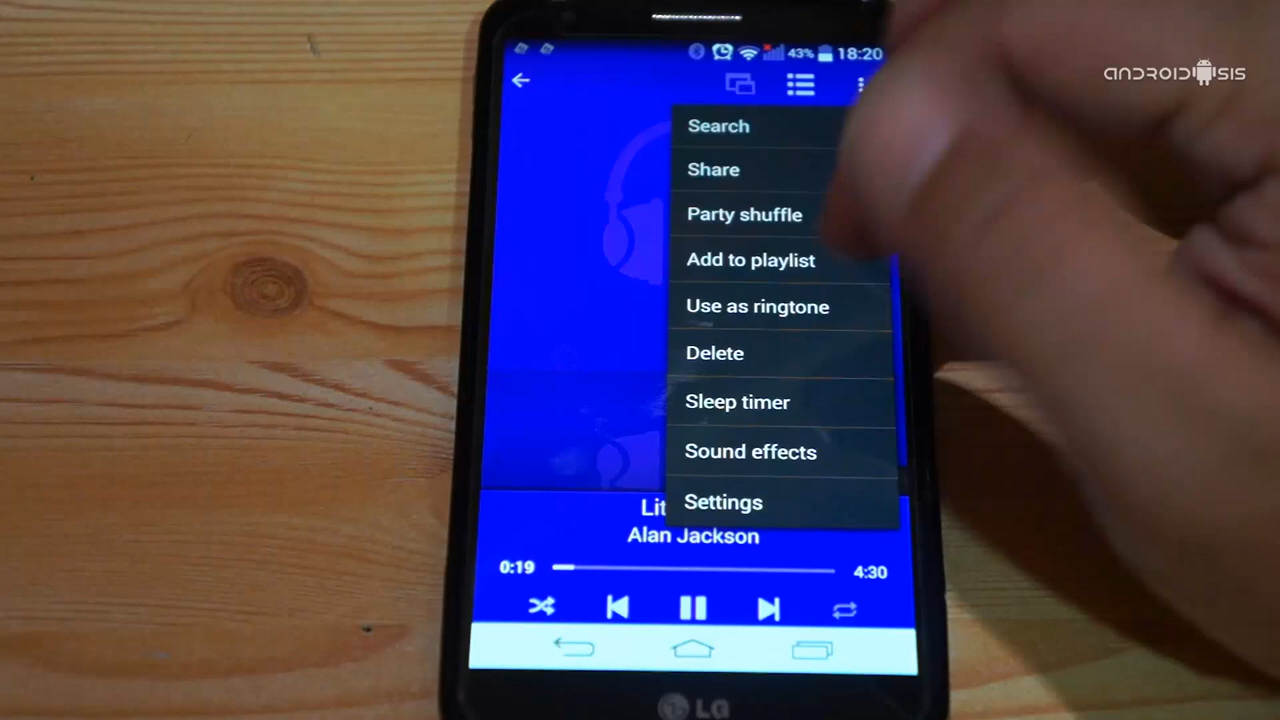 43% 18:20
ANDROIDSIS
Search
Share
Party shuffle
Add to playlist
Use as ringtone
Delete
Sleep timer
Sound effects
Settings
Lit
Alan Jackson
0:19 4:30
LG